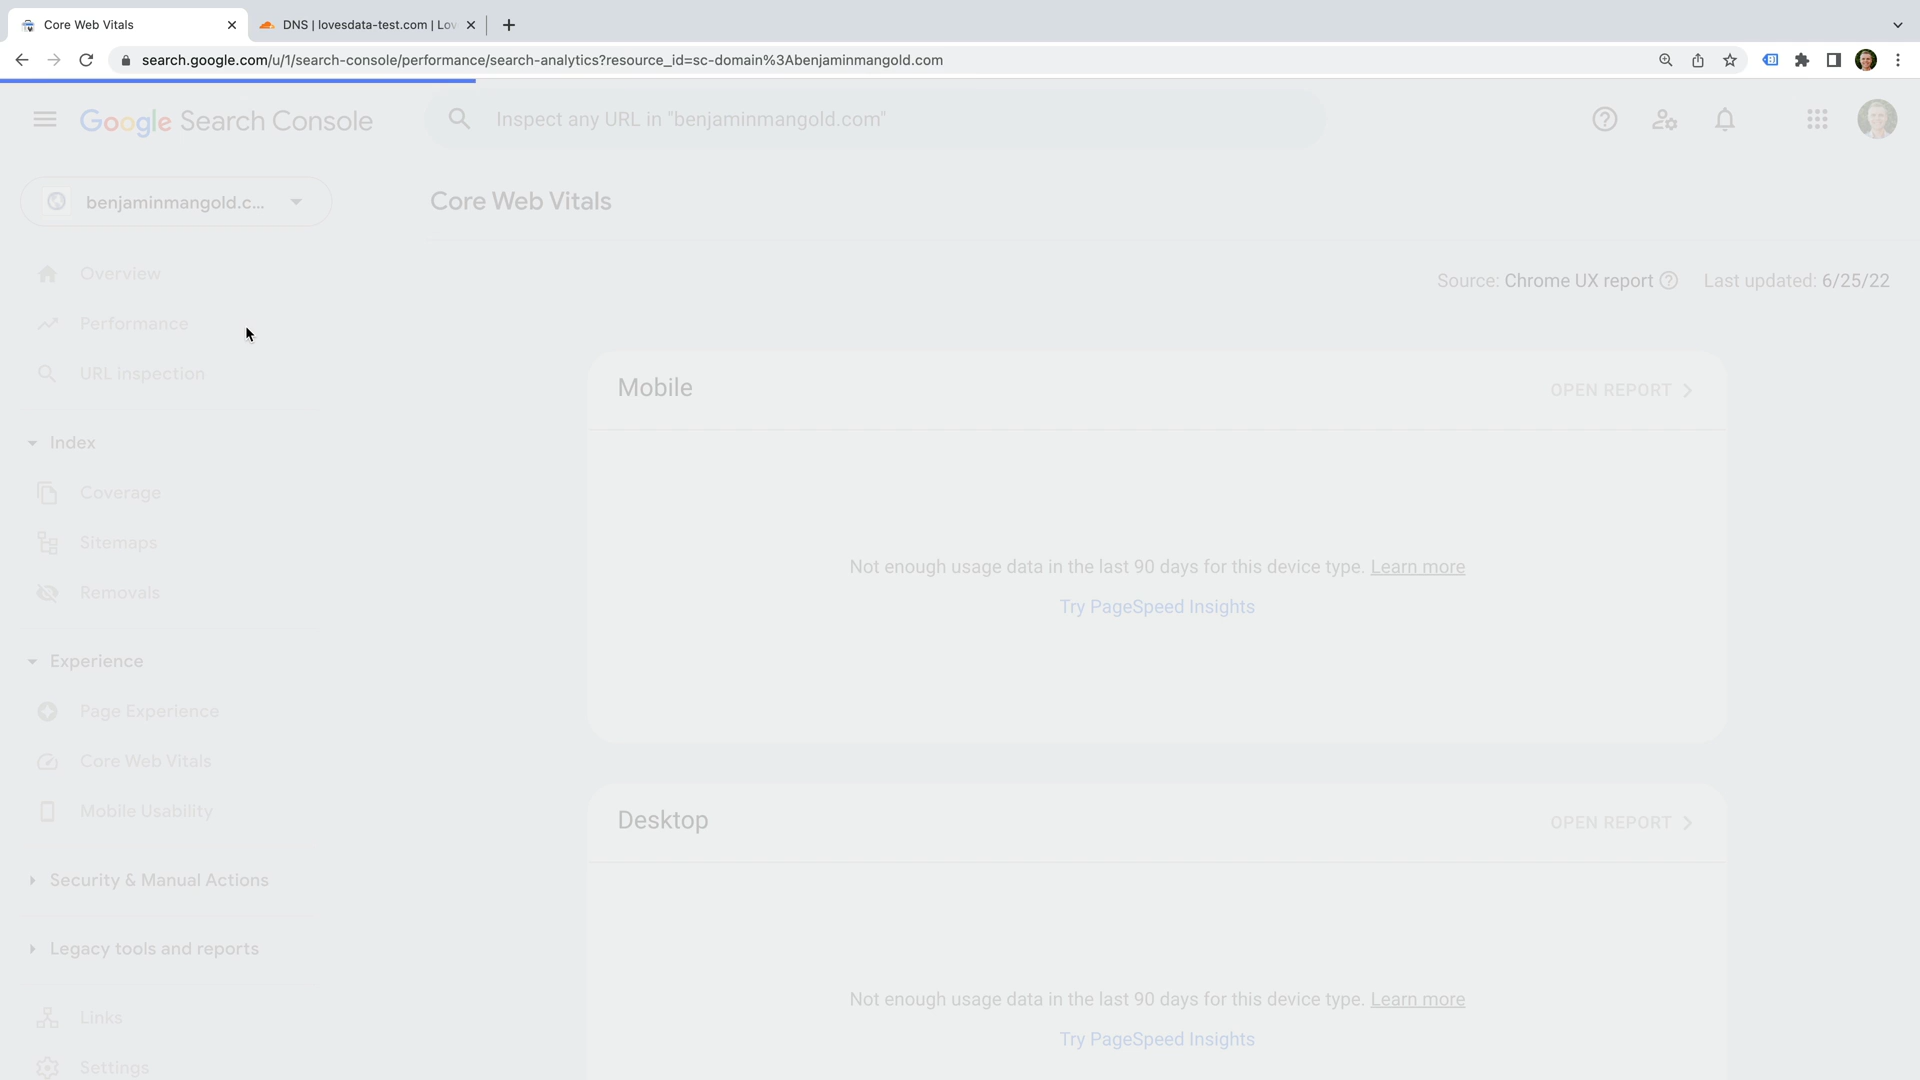 Core Web Vitals
DNS | lovesdata-test.com | Lov
search.google.com/u/1/search-console/performance/search-analytics?resource_id=sc-domain%3Abenjaminmangold.com
Google Search Console
Inspect any URL in "benjaminmangold.com"
benjaminmangold.c...
Core Web Vitals
Overview
Source: Chrome UX report
Last updated: 6/25/22
Performance
URL inspection
Mobile
OPEN REPORT
Index
Coverage
Sitemaps
Not enough usage data in the last 90 days for this device type. Learn more
Removals
Try PageSpeed Insights
Experience
Page Experience
Core Web Vitals
Mobile Usability
Desktop
OPEN REPORT
Security & Manual Actions
Legacy tools and reports
Not enough usage data in the last 90 days for this device type. Learn more
Links
Try PageSpeed Insights
Settings